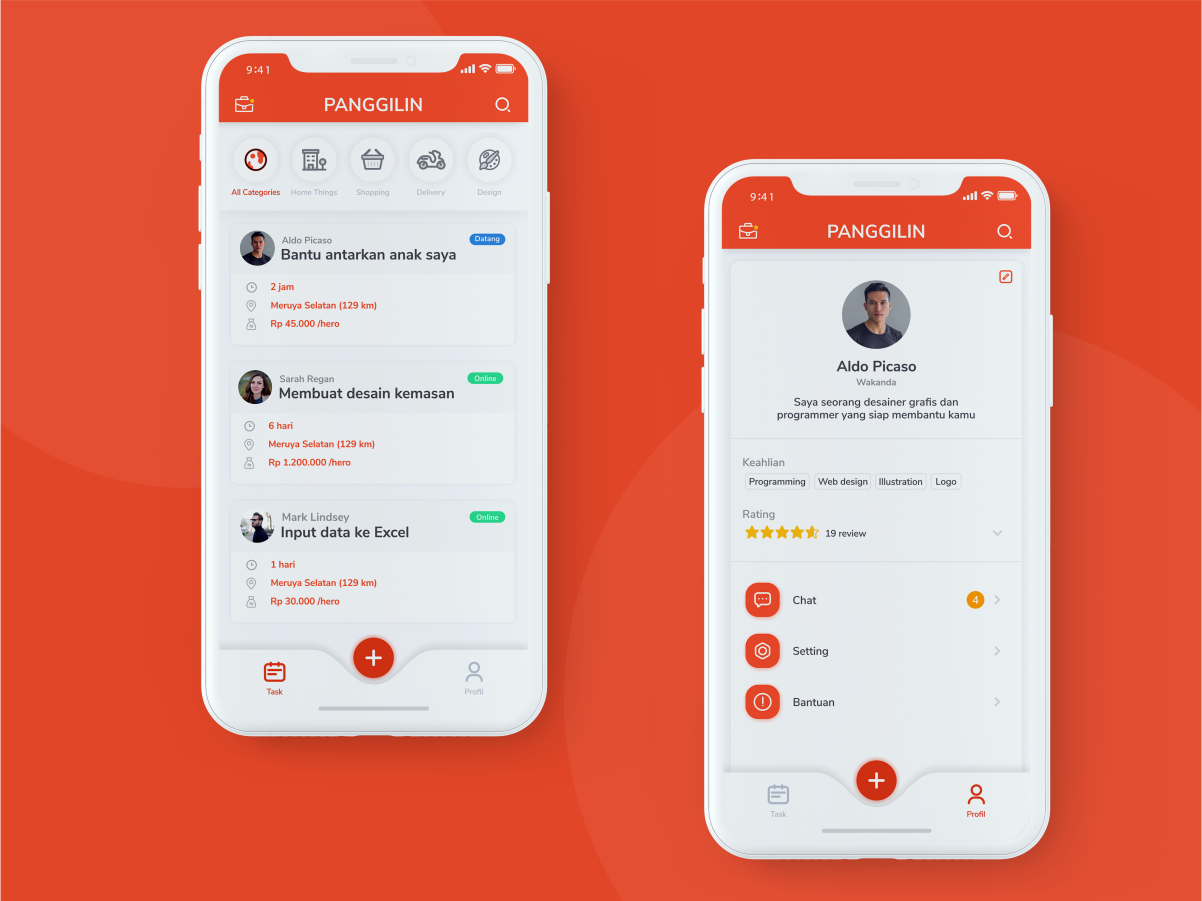 9:41
PANGGILIN
All Categories
Home Things
Shopping
Delivery
Design
Aldo Picaso
Datang
Bantu antarkan anak saya
2 jam
Meruya Selatan (129 km)
Rp 45.000 /hero
Sarah Regan
Online
Membuat desain kemasan
6 hari
Meruya Selatan (129 km)
Rp 1.200.000 /hero
Mark Lindsey
Online
Input data ke Excel
1 hari
Meruya Selatan (129 km)
Rp 30.000 /hero
Task
Profil
9:41
PANGGILIN
Aldo Picaso
Wakanda
Saya seorang desainer grafis dan
programmer yang siap membantu kamu
Keahlian
Programming
Web design
Illustration
Logo
Rating
19 review
Chat
4
Setting
Bantuan
Task
Profil